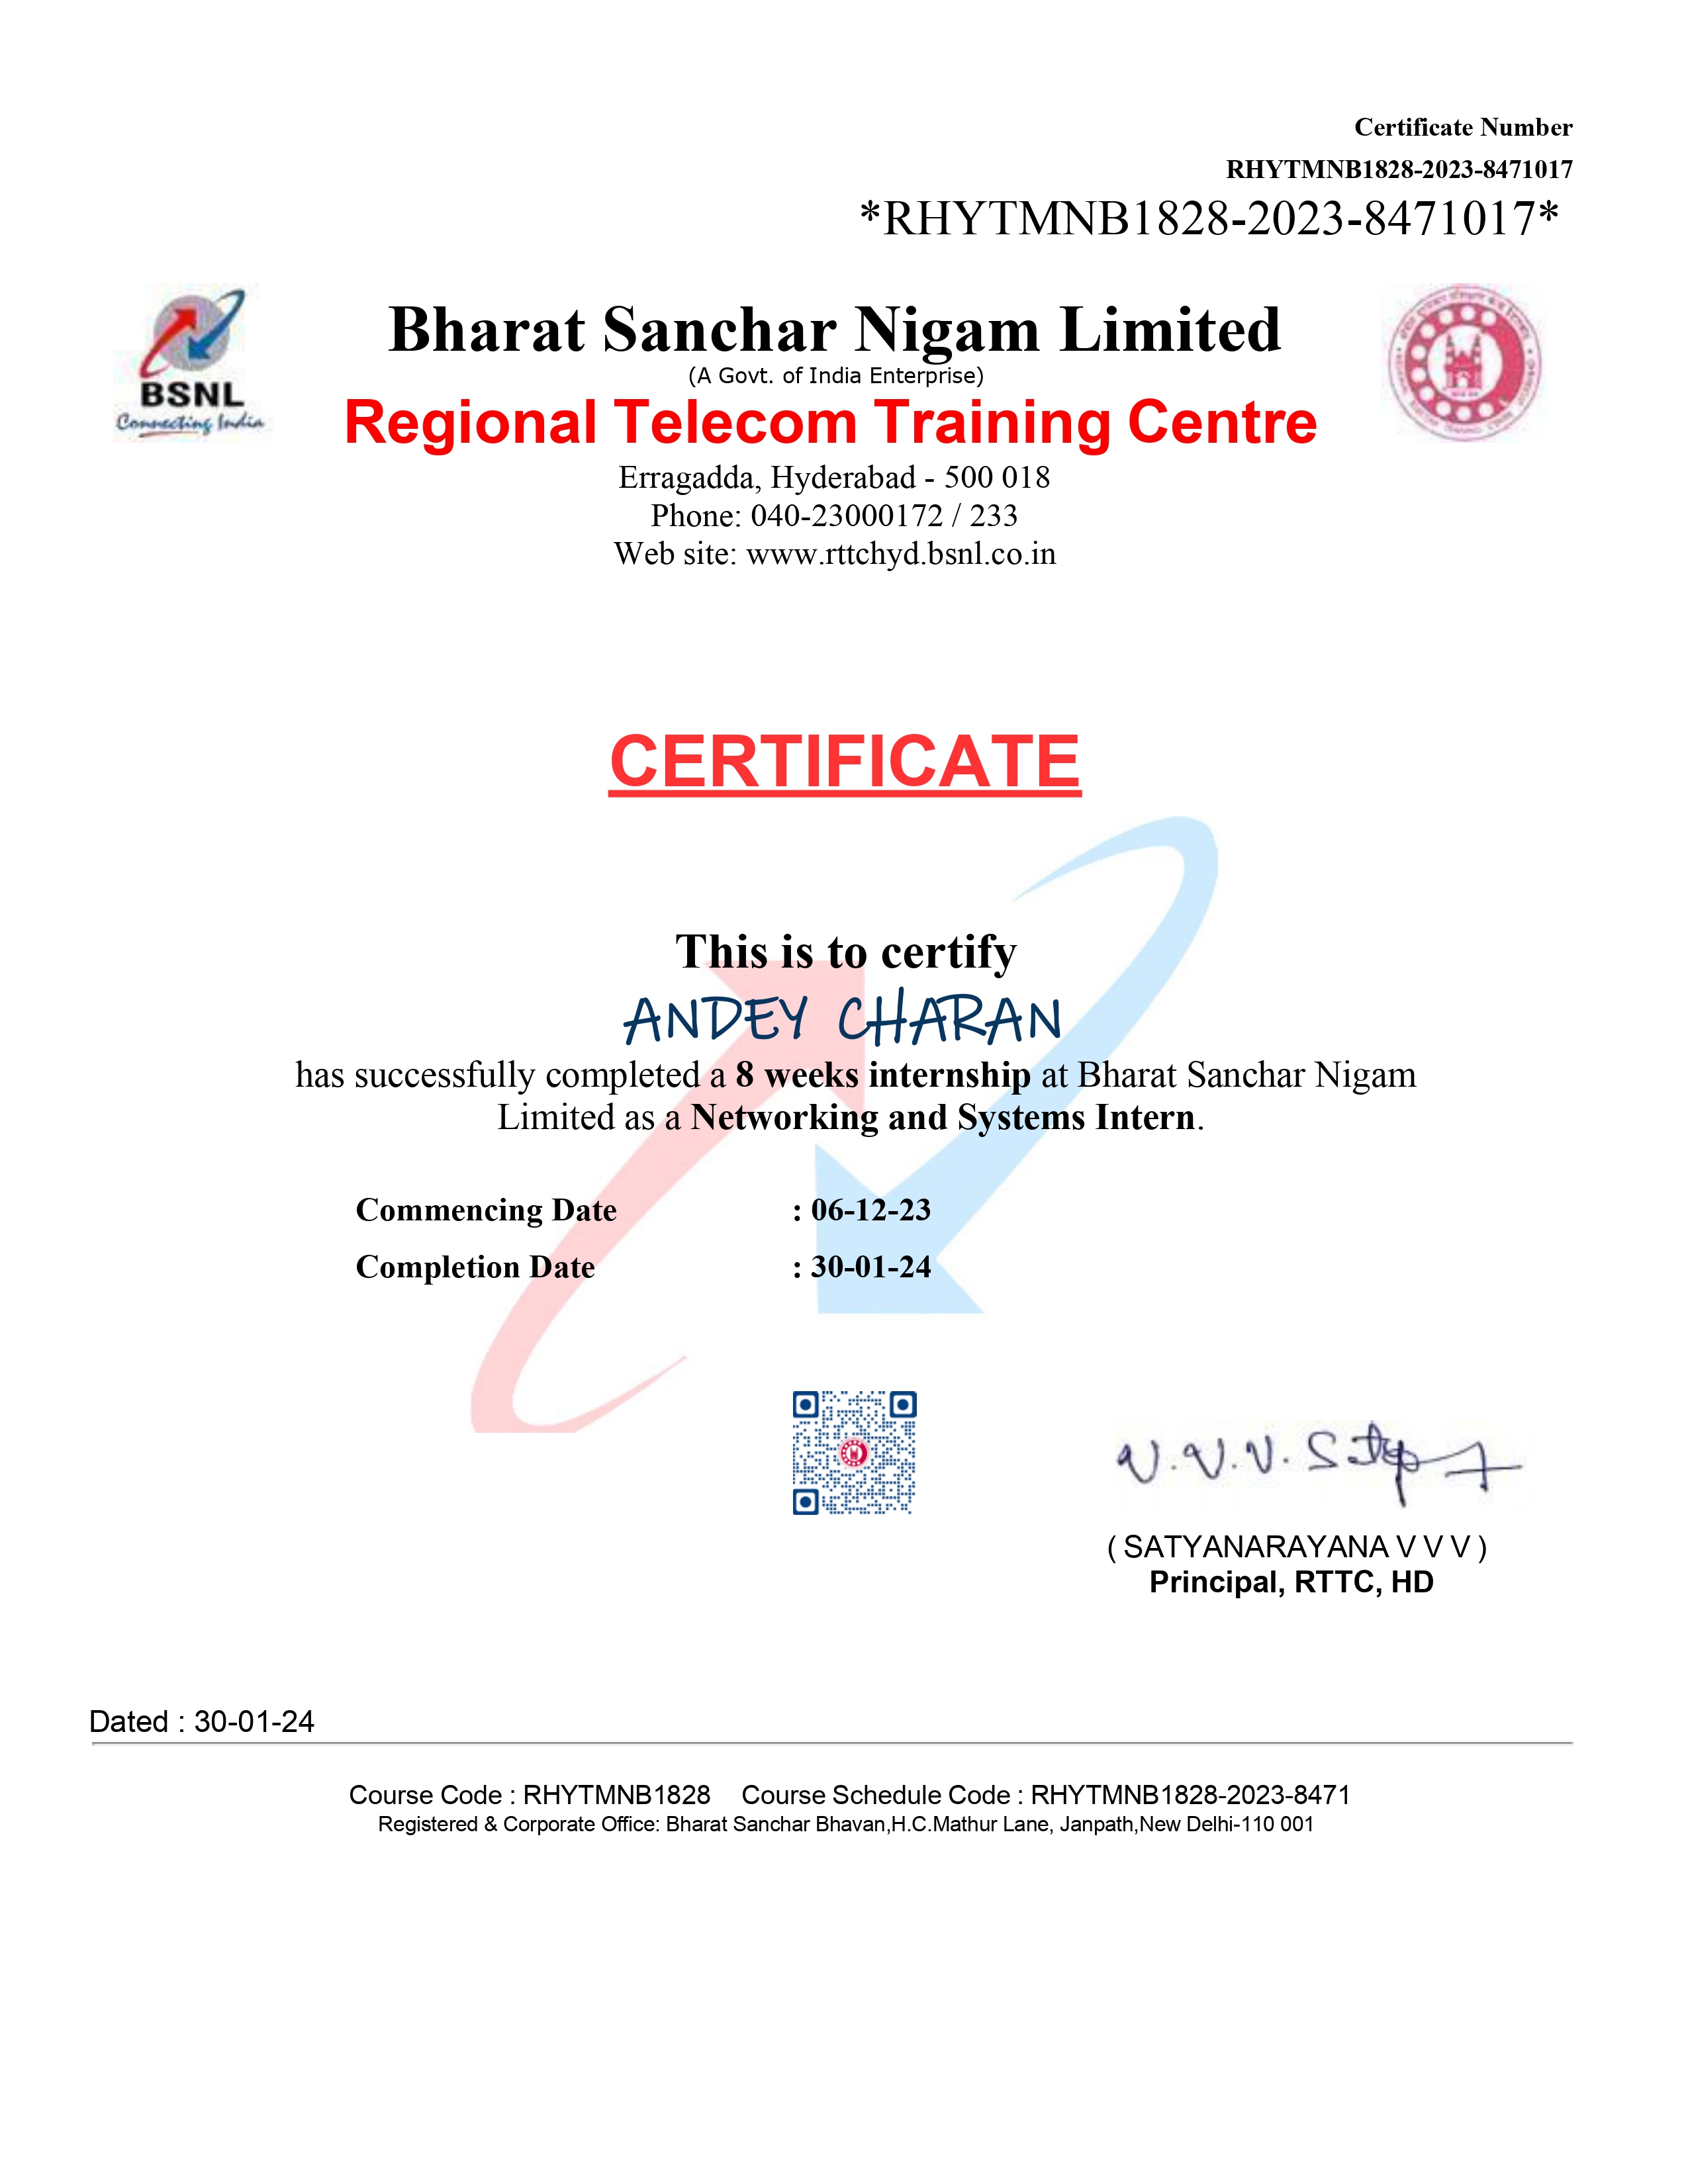 Certificate Number
RHYTMNB1828-2023-8471017
*RHYTMNB1828-2023-8471017*
Bharat Sanchar Nigam Limited
(A Govt. of India Enterprise)
Regional Telecom Training Centre
BSNL
Connecting India
Erragadda, Hyderabad - 500 018
Phone: 040-23000172 / 233
Web site: www.rttchyd.bsnl.co.in
CERTIFICATE
This is to certify
ANDEY CHARAN
has successfully completed a 8 weeks internship at Bharat Sanchar Nigam
Limited as a Networking and Systems Intern.
Commencing Date : 06-12-23
Completion Date : 30-01-24
V.V.V. Satya
( SATYANARAYANA V V V )
Principal, RTTC, HD
Dated : 30-01-24
Course Code : RHYTMNB1828 Course Schedule Code : RHYTMNB1828-2023-8471
Registered & Corporate Office: Bharat Sanchar Bhavan,H.C.Mathur Lane, Janpath,New Delhi-110 001